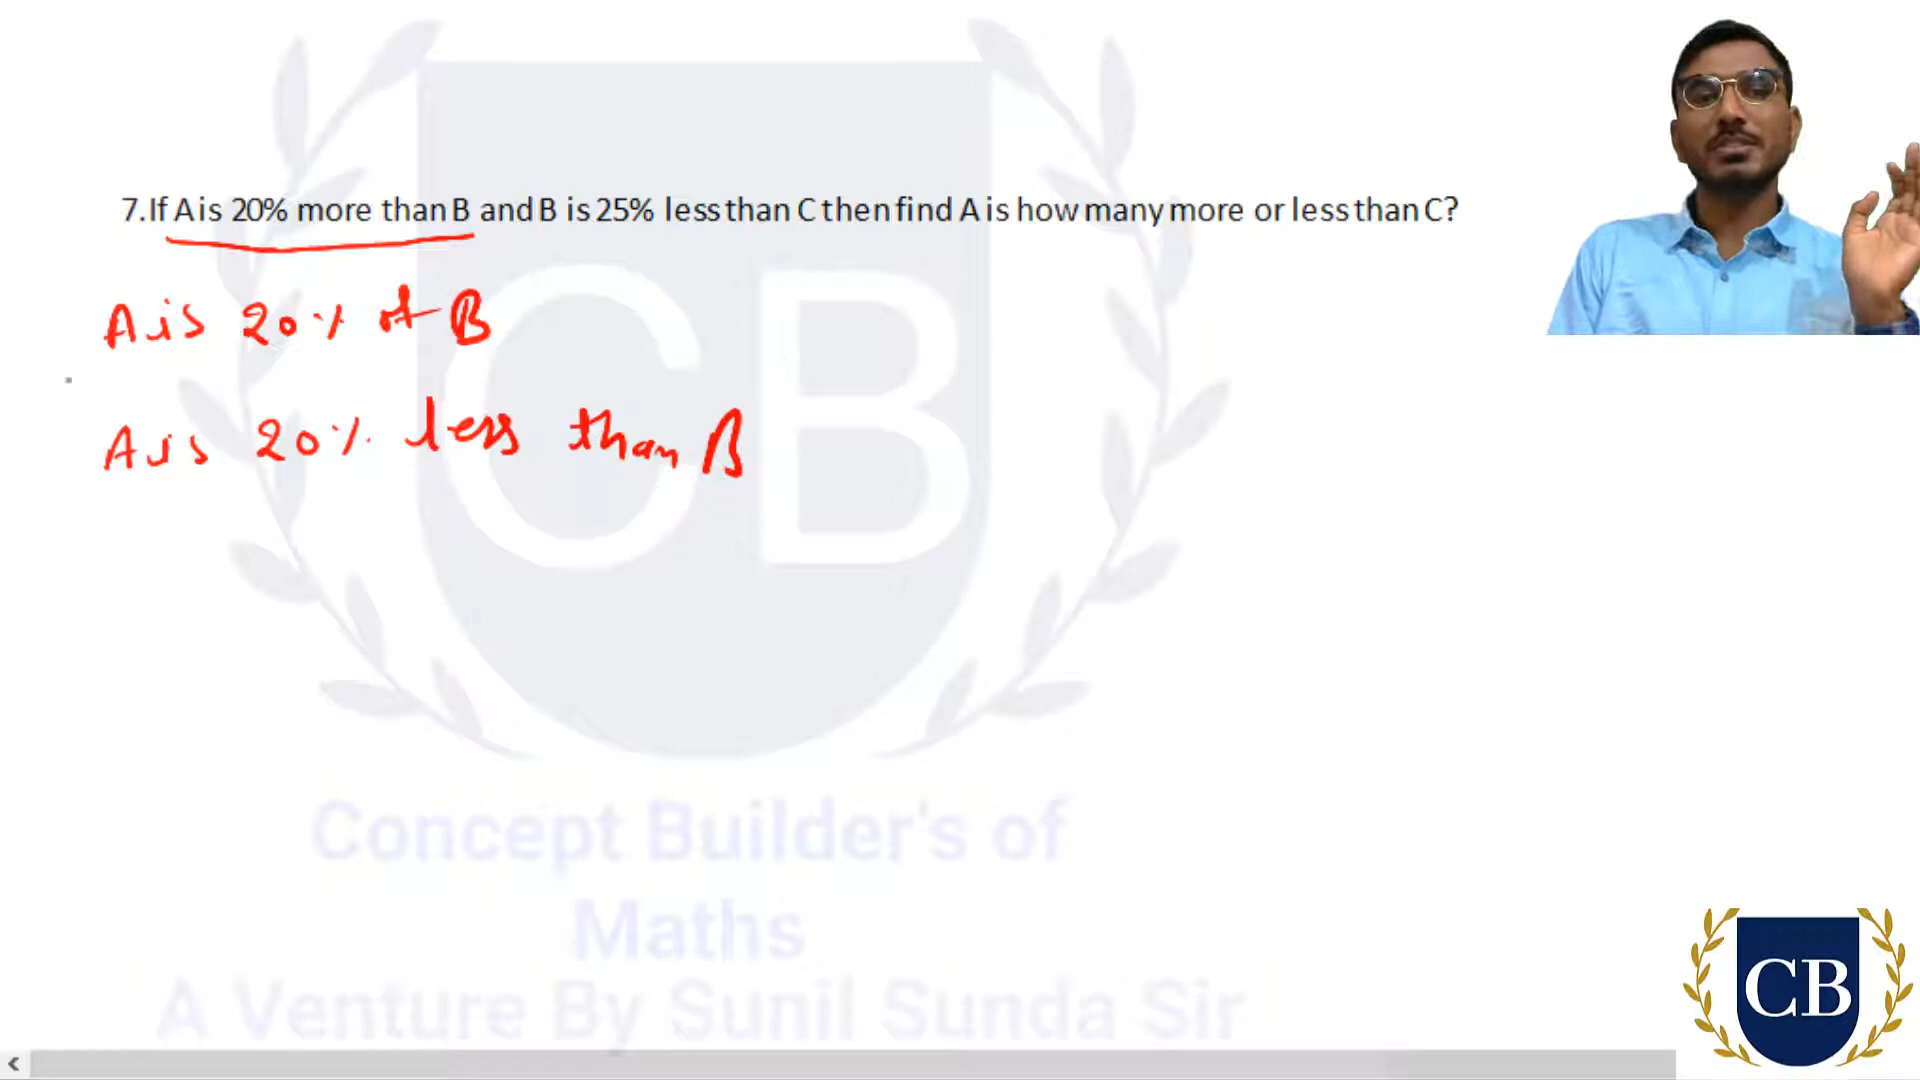 7.If A is 20% more than B and B is 25% less than C then find A is how many more or less than C?
A is 20% of B
A is 20% less than B
CB
Concept Builder's of
Maths
A Venture By Sunil Sunda Sir
CB